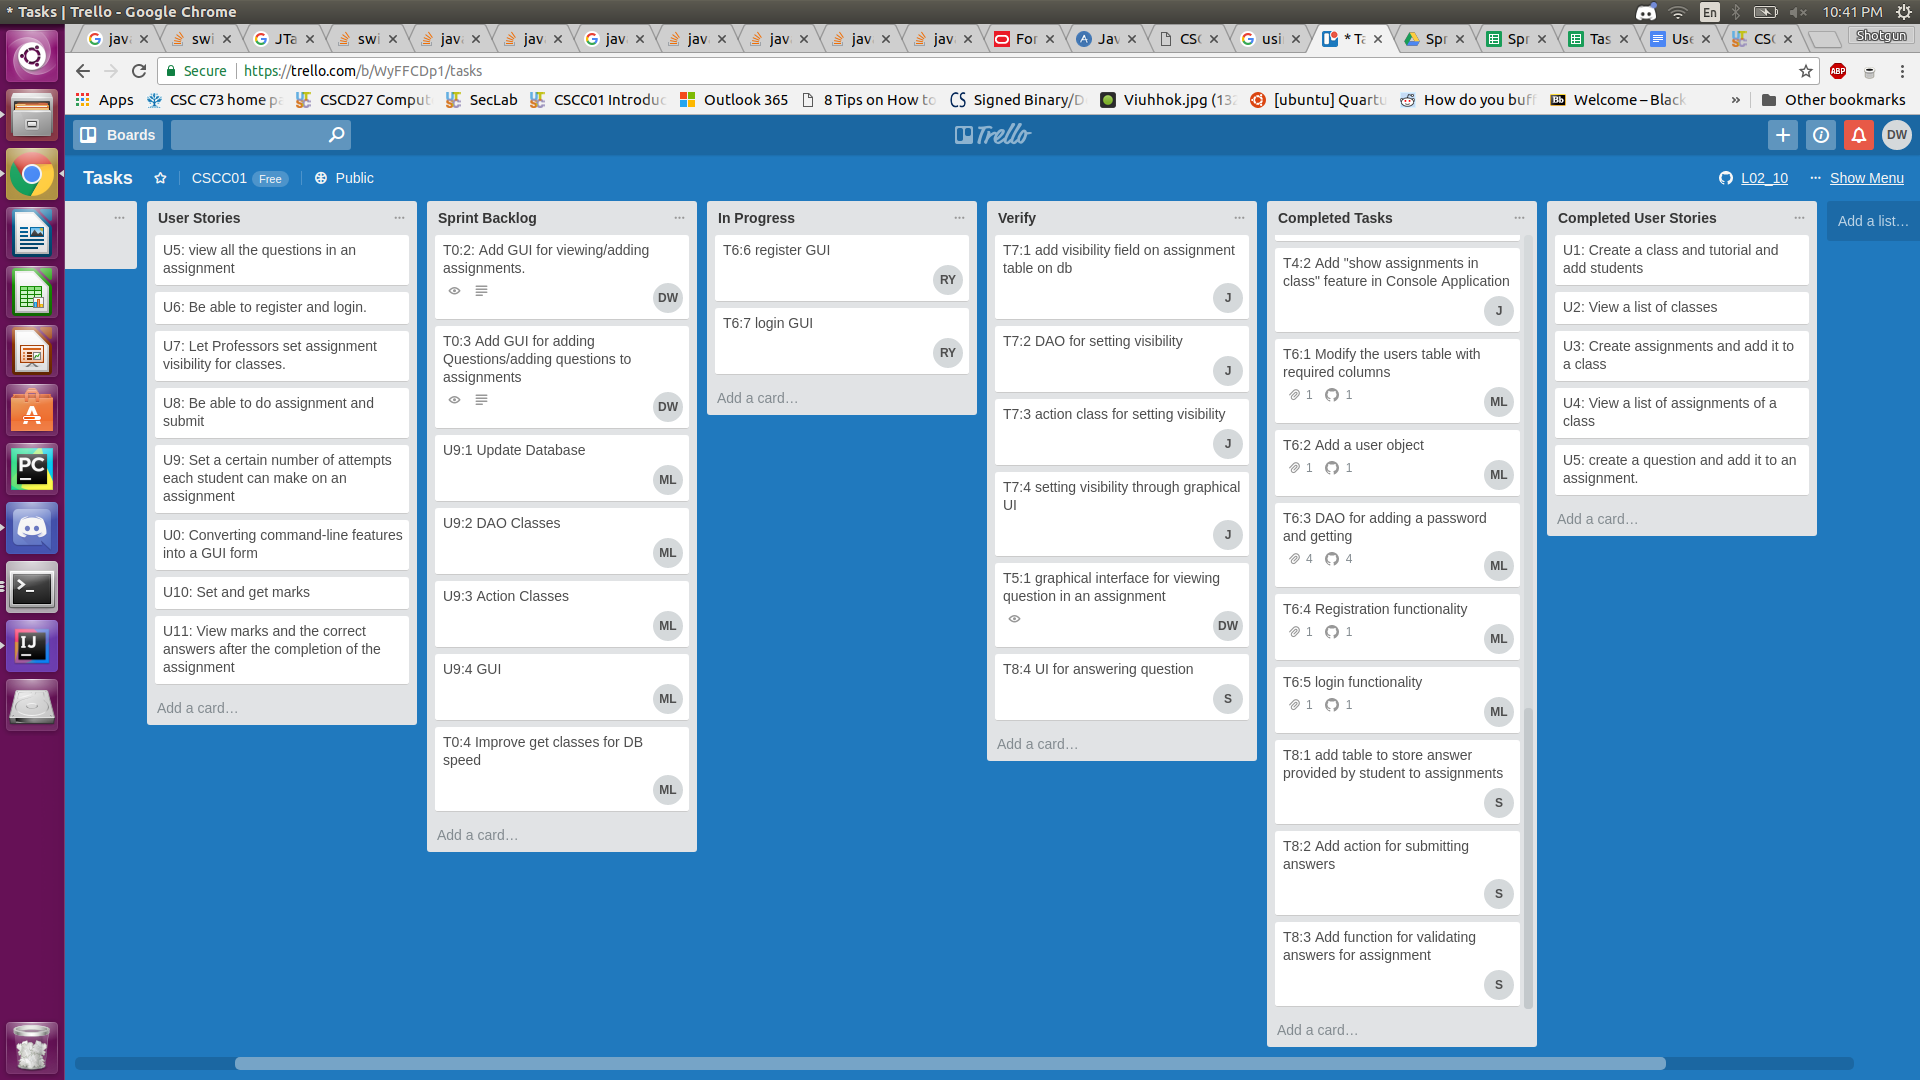 * Tasks | Trello - Google Chrome
En
10:41 PM
java
swi
JTa
swi
java
java
java
java
java
java
java
For
Jav
CSC
usi
* Ta
Spr
Spr
Tas
Use
CSC
Shotgun
Secure
https://trello.com/b/WyFFCDp1/tasks
ABP
Apps
CSC C73 home pa
CSCD27 Comput
SecLab
CSCC01 Introduc
Outlook 365
8 Tips on How to
Signed Binary/D
Viuhhok.jpg (132
[ubuntu] Quartu
How do you buff
Welcome – Black
»
Other bookmarks
Boards
Trello
DW
Tasks
CSCC01 Free
Public
L02_10
Show Menu
User Stories
U5: view all the questions in an
assignment
U6: Be able to register and login.
U7: Let Professors set assignment
visibility for classes.
U8: Be able to do assignment and
submit
U9: Set a certain number of attempts
each student can make on an
assignment
U0: Converting command-line features
into a GUI form
U10: Set and get marks
U11: View marks and the correct
answers after the completion of the
assignment
Add a card…
Sprint Backlog
T0:2: Add GUI for viewing/adding
assignments.
DW
T0:3 Add GUI for adding
Questions/adding questions to
assignments
DW
U9:1 Update Database
ML
U9:2 DAO Classes
ML
U9:3 Action Classes
ML
U9:4 GUI
ML
T0:4 Improve get classes for DB
speed
ML
Add a card…
In Progress
T6:6 register GUI
RY
T6:7 login GUI
RY
Add a card…
Verify
T7:1 add visibility field on assignment
table on db
J
T7:2 DAO for setting visibility
J
T7:3 action class for setting visibility
J
T7:4 setting visibility through graphical
UI
J
T5:1 graphical interface for viewing
question in an assignment
DW
T8:4 UI for answering question
S
Add a card…
Completed Tasks
T4:2 Add "show assignments in
class" feature in Console Application
J
T6:1 Modify the users table with
required columns
1 1
ML
T6:2 Add a user object
1 1
ML
T6:3 DAO for adding a password
and getting
4 4
ML
T6:4 Registration functionality
1 1
ML
T6:5 login functionality
1 1
ML
T8:1 add table to store answer
provided by student to assignments
S
T8:2 Add action for submitting
answers
S
T8:3 Add function for validating
answers for assignment
S
Add a card…
Completed User Stories
U1: Create a class and tutorial and
add students
U2: View a list of classes
U3: Create assignments and add it to
a class
U4: View a list of assignments of a
class
U5: create a question and add it to an
assignment.
Add a card…
Add a list…